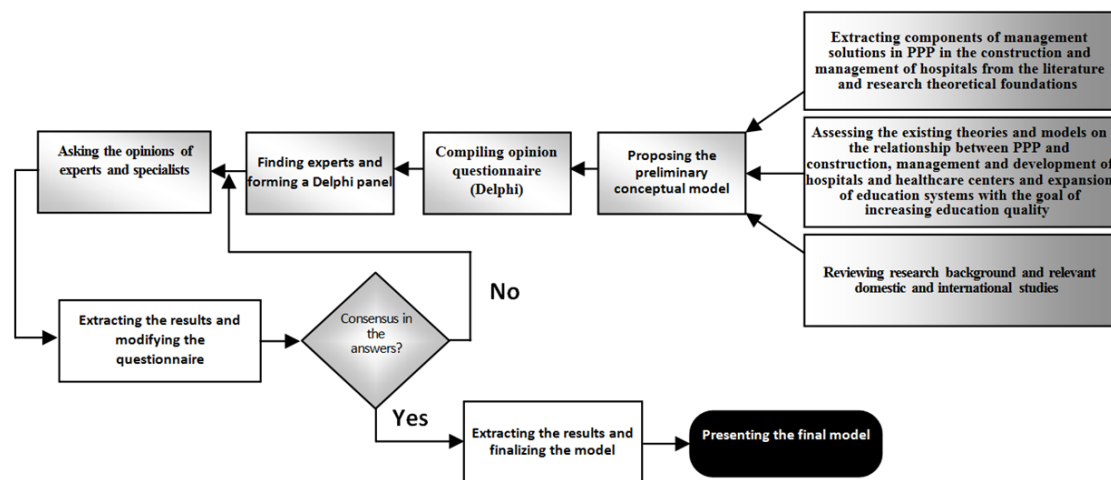 Extracting components of management
solutions in PPP in the construction and
management of hospitals from the literature
and research theoretical foundations
Assessing the existing theories and models on
the relationship between PPP and
construction, management and development of
hospitals and healthcare centers and expansion
of education systems with the goal of
increasing education quality
Reviewing research background and relevant
domestic and international studies
Proposing the
preliminary
conceptual model
Compiling opinion
questionnaire
(Delphi)
Finding experts and
forming a Delphi panel
Asking the opinions of
experts and specialists
Extracting the results and
modifying the
questionnaire
Consensus in
the
answers?
No
Yes
Extracting the results and
finalizing the model
Presenting the final model